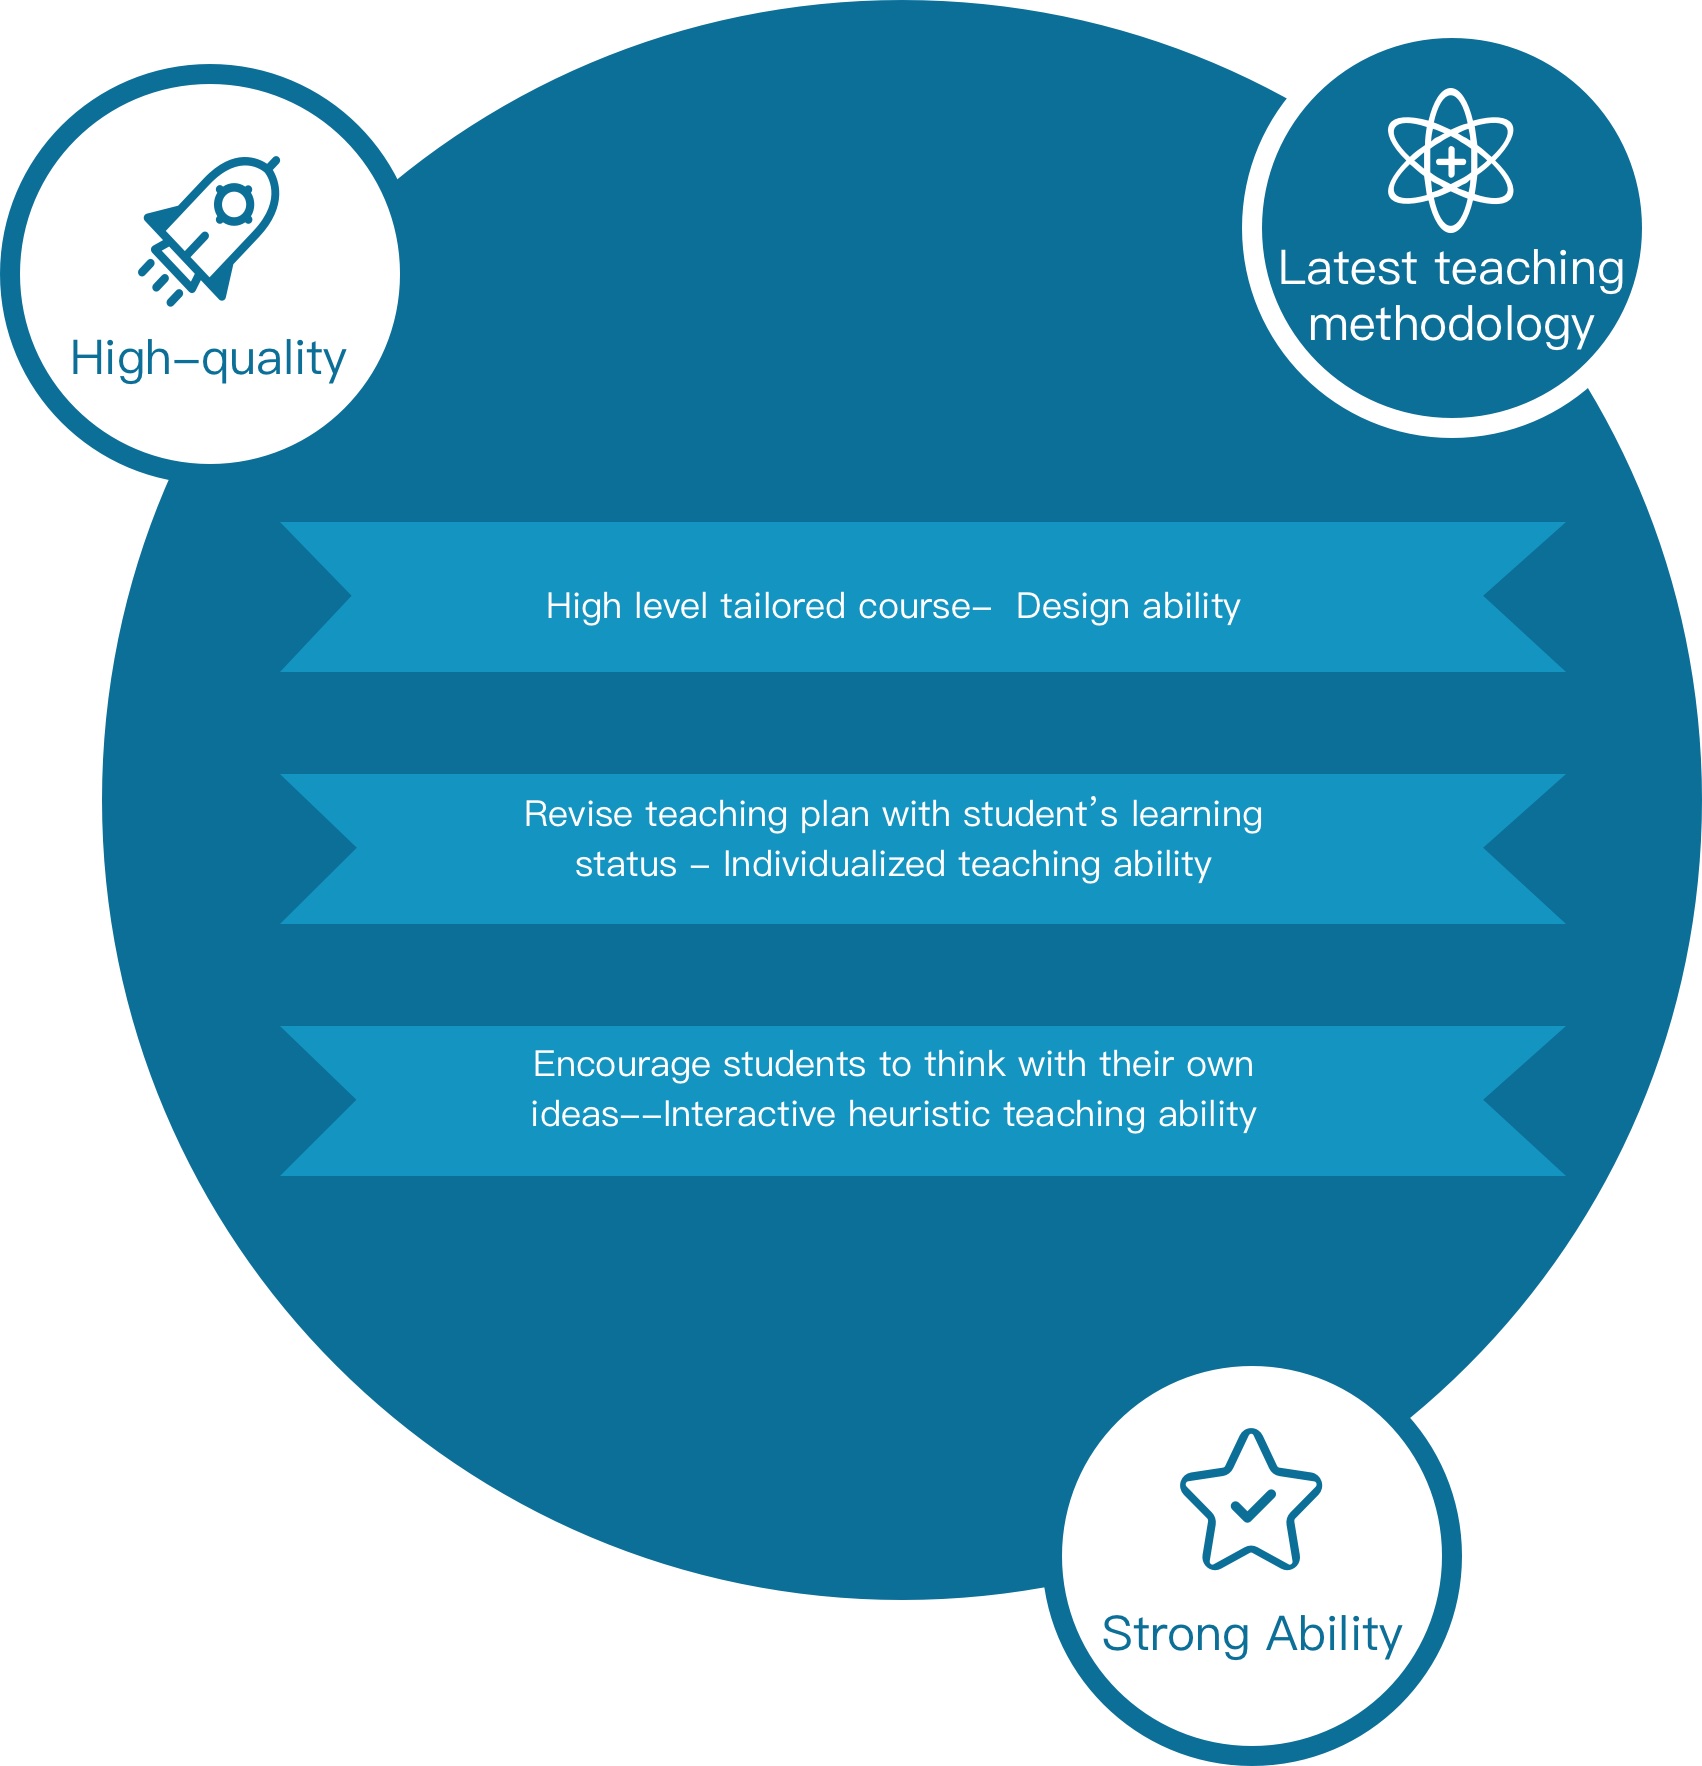 High–quality
Latest teaching
methodology
High level tailored course–  Design ability
Revise teaching plan with student’s learning
status – Individualized teaching ability
Encourage students to think with their own
ideas––Interactive heuristic teaching ability
Strong Ability